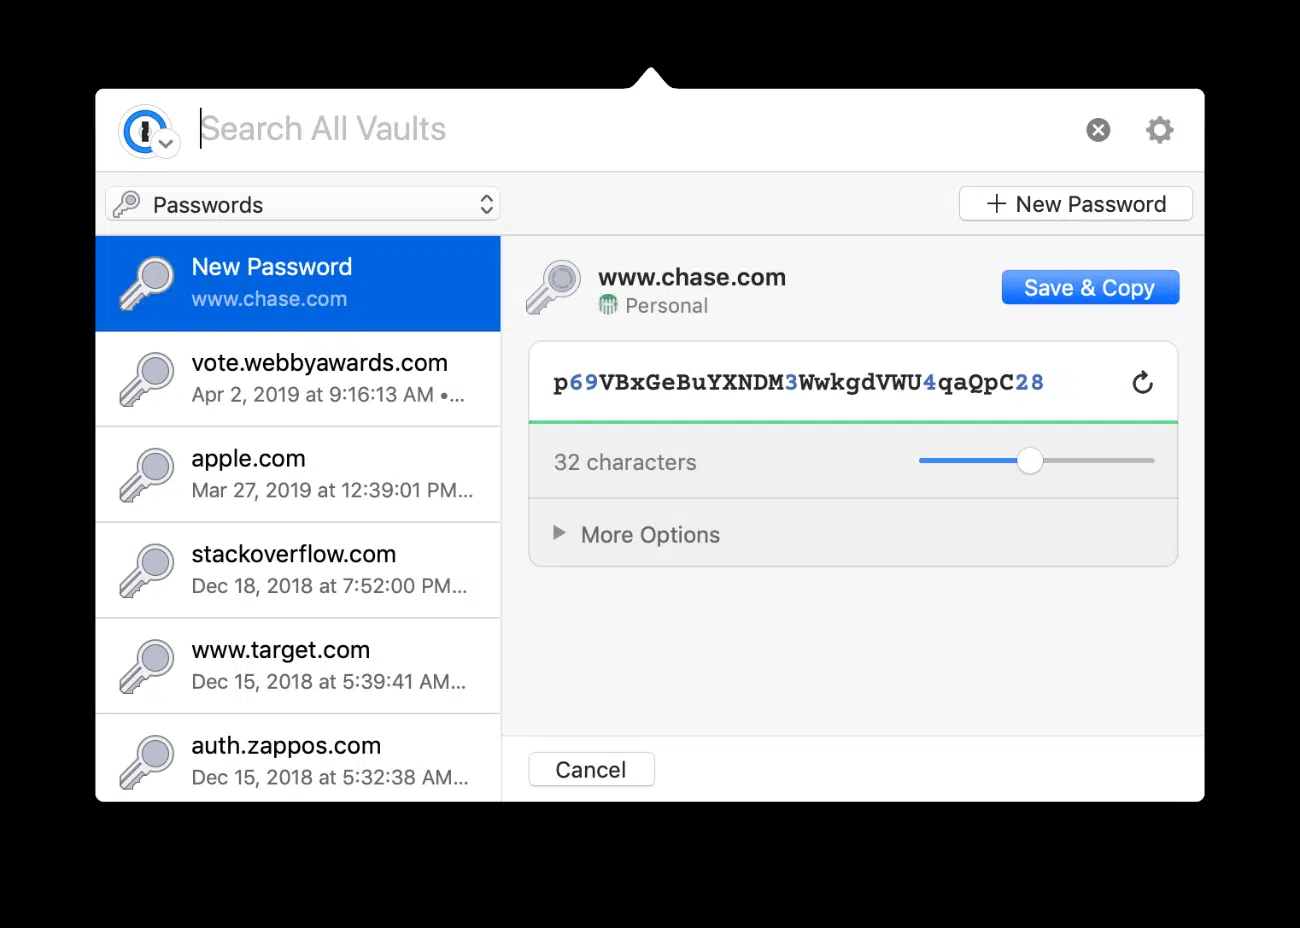 Search All Vaults
Passwords
+ New Password
New Password
www.chase.com
vote.webbyawards.com
Apr 2, 2019 at 9:16:13 AM •...
apple.com
Mar 27, 2019 at 12:39:01 PM...
stackoverflow.com
Dec 18, 2018 at 7:52:00 PM...
www.target.com
Dec 15, 2018 at 5:39:41 AM...
auth.zappos.com
Dec 15, 2018 at 5:32:38 AM...
www.chase.com
Personal
Save & Copy
p69VBxGeBuYXNDM3WwkgdVWU4qaQpC28
32 characters
More Options
Cancel